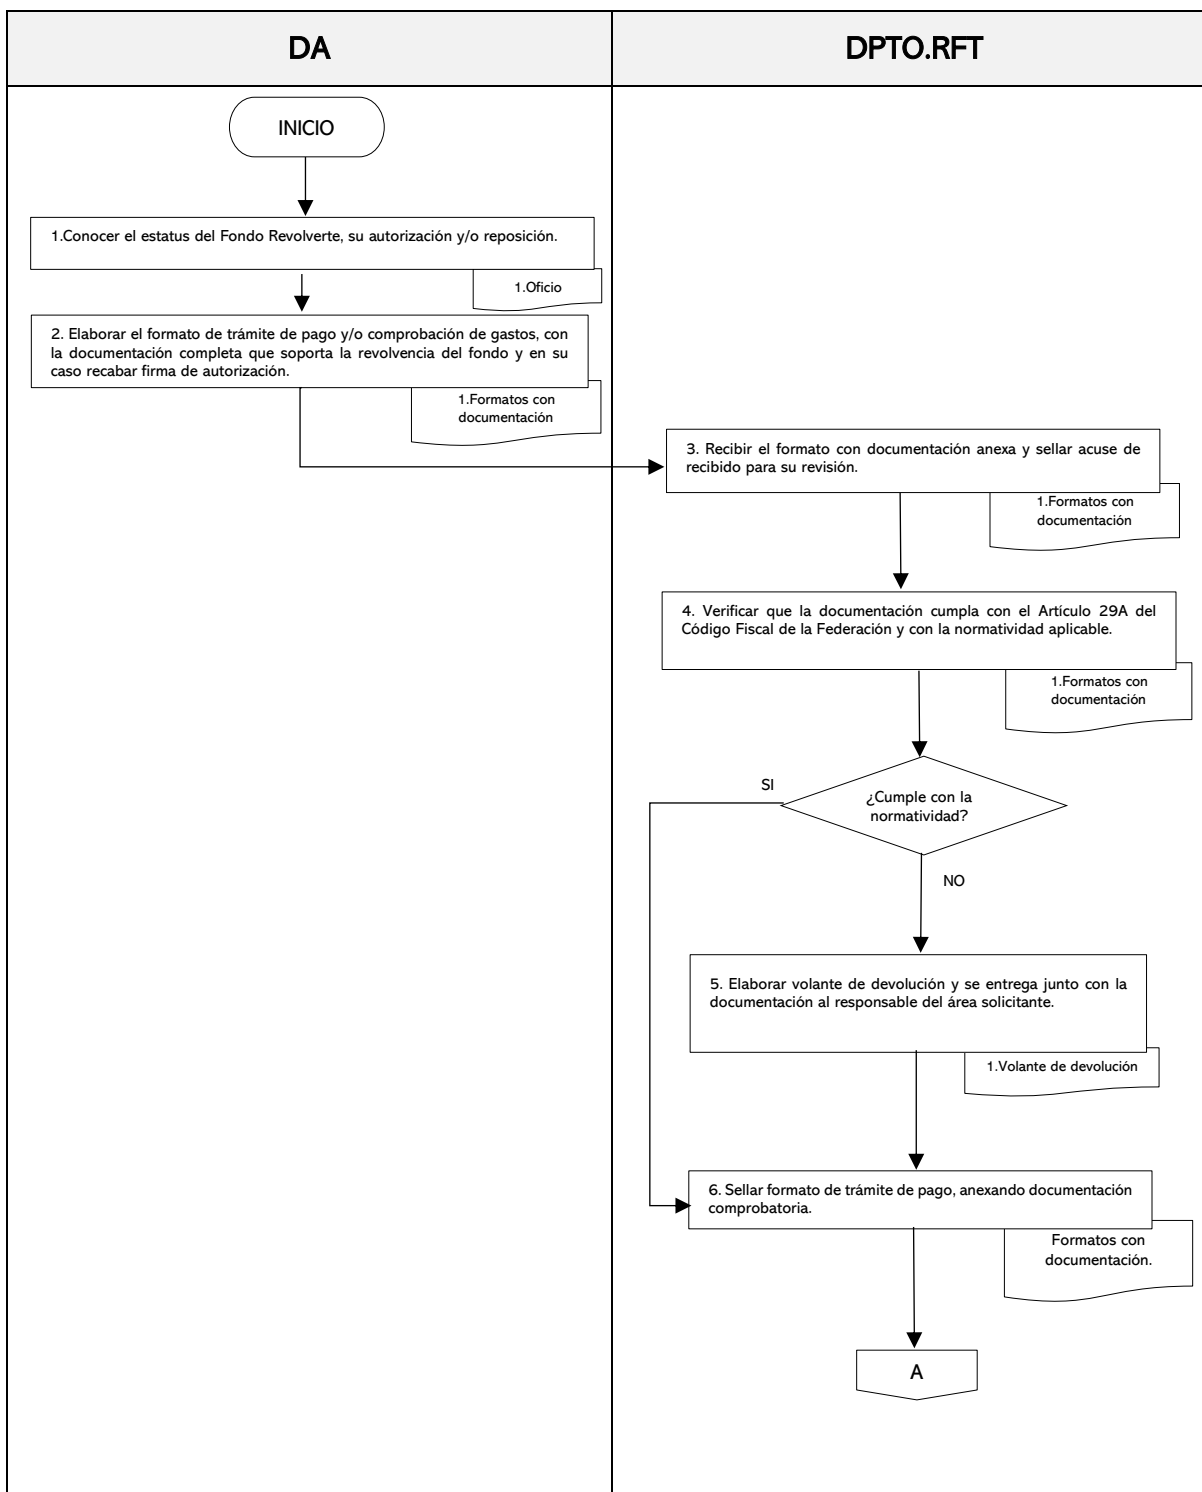 DA
DPTO.RFT
INICIO
1.Conocer el estatus del Fondo Revolverte, su autorización y/o reposición.
1.Oficio
2. Elaborar el formato de trámite de pago y/o comprobación de gastos, con
la documentación completa que soporta la revolvencia del fondo y en su
caso recabar firma de autorización.
1.Formatos con
documentación
3. Recibir el formato con documentación anexa y sellar acuse de
recibido para su revisión.
1.Formatos con
documentación
4. Verificar que la documentación cumpla con el Artículo 29A del
Código Fiscal de la Federación y con la normatividad aplicable.
1.Formatos con
documentación
SI
¿Cumple con la
normatividad?
NO
5. Elaborar volante de devolución y se entrega junto con la
documentación al responsable del área solicitante.
1.Volante de devolución
6. Sellar formato de trámite de pago, anexando documentación
comprobatoria.
Formatos con
documentación.
A